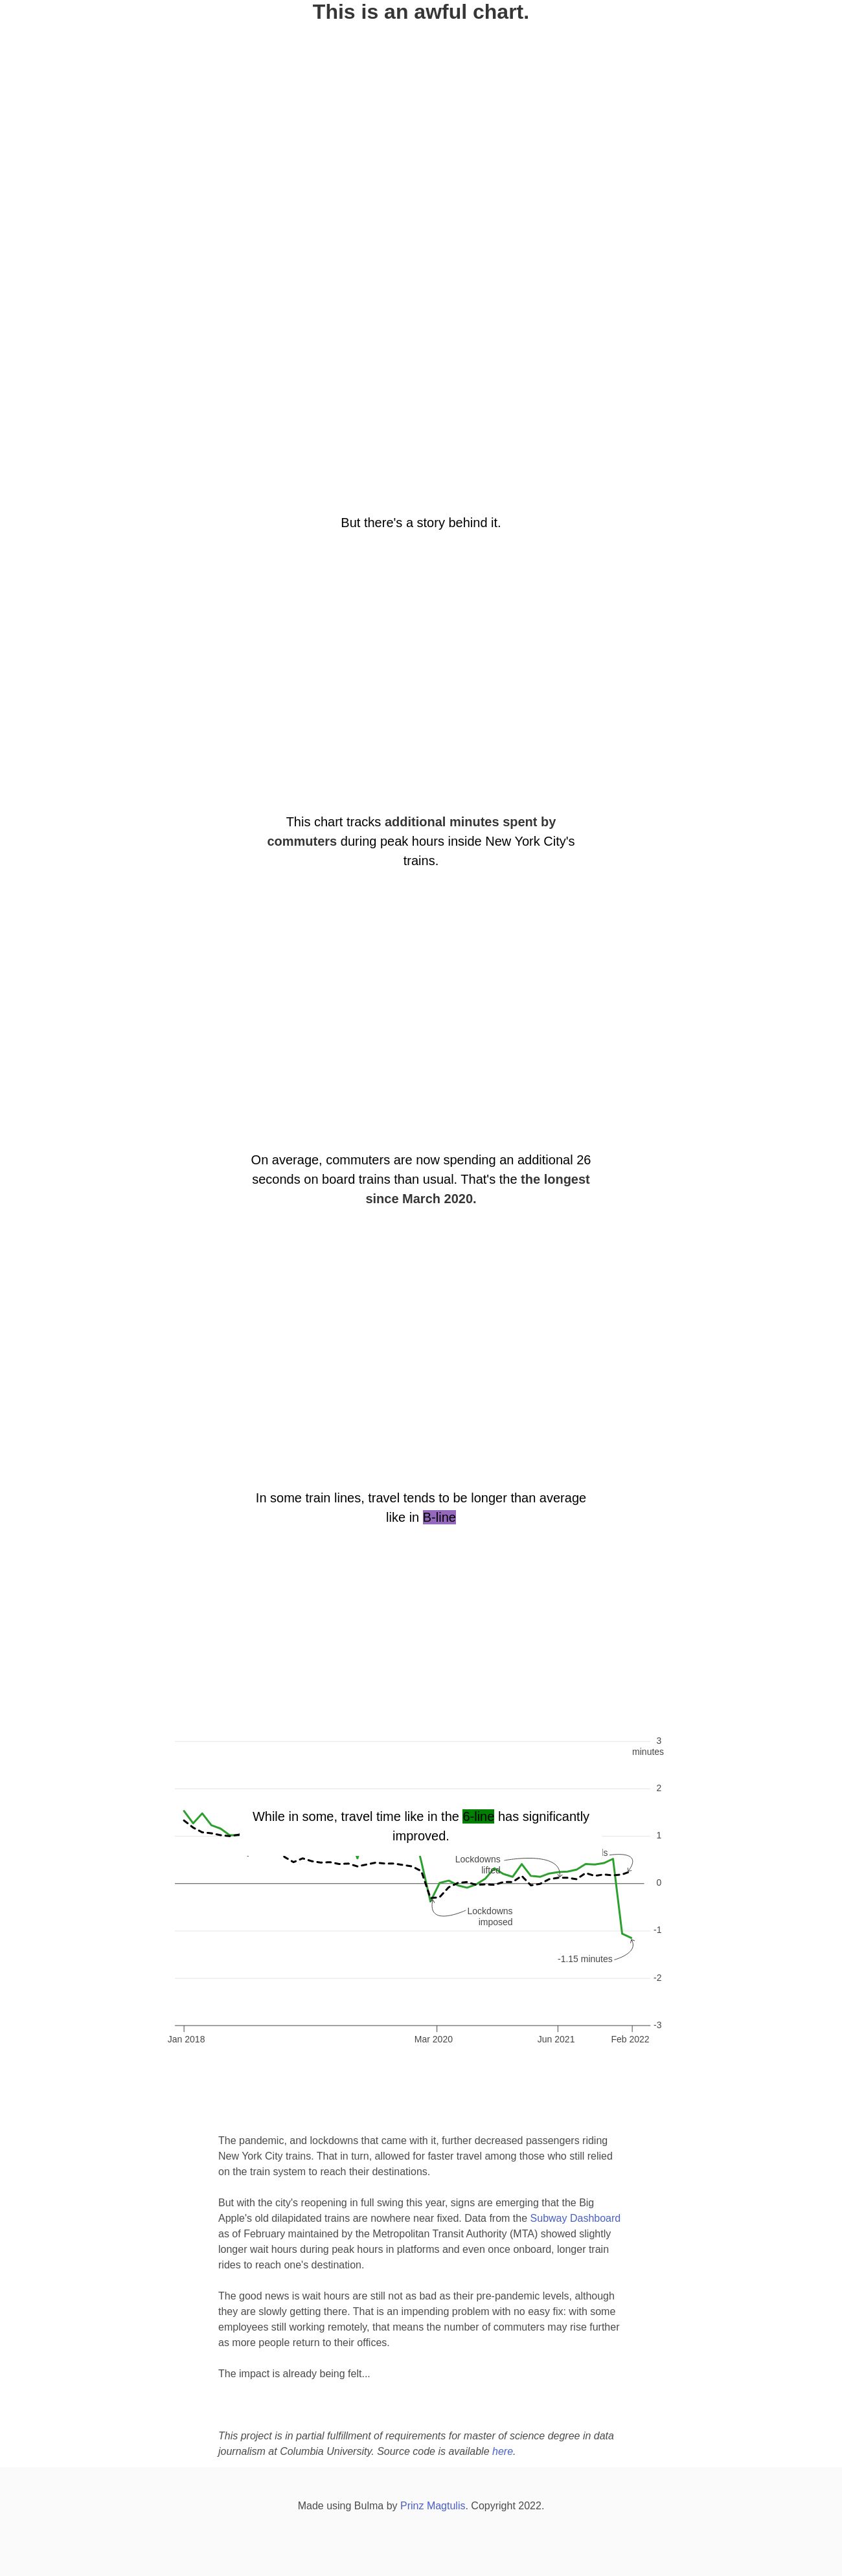 This is an awful chart.
But there's a story behind it.
This chart tracks additional minutes spent by
commuters during peak hours inside New York City's
trains.
On average, commuters are now spending an additional 26
seconds on board trains than usual. That's the the longest
since March 2020.
In some train lines, travel tends to be longer than average
like in B-line
3
minutes
2
While in some, travel time like in the 6-line has significantly
improved.
1
Lockdowns
lifted
0
Lockdowns
imposed
-1
-1.15 minutes
-2
-3
Jan 2018
Mar 2020
Jun 2021
Feb 2022
The pandemic, and lockdowns that came with it, further decreased passengers riding
New York City trains. That in turn, allowed for faster travel among those who still relied
on the train system to reach their destinations.
But with the city's reopening in full swing this year, signs are emerging that the Big
Apple's old dilapidated trains are nowhere near fixed. Data from the Subway Dashboard
as of February maintained by the Metropolitan Transit Authority (MTA) showed slightly
longer wait hours during peak hours in platforms and even once onboard, longer train
rides to reach one's destination.
The good news is wait hours are still not as bad as their pre-pandemic levels, although
they are slowly getting there. That is an impending problem with no easy fix: with some
employees still working remotely, that means the number of commuters may rise further
as more people return to their offices.
The impact is already being felt...
This project is in partial fulfillment of requirements for master of science degree in data
journalism at Columbia University. Source code is available here.
Made using Bulma by Prinz Magtulis. Copyright 2022.